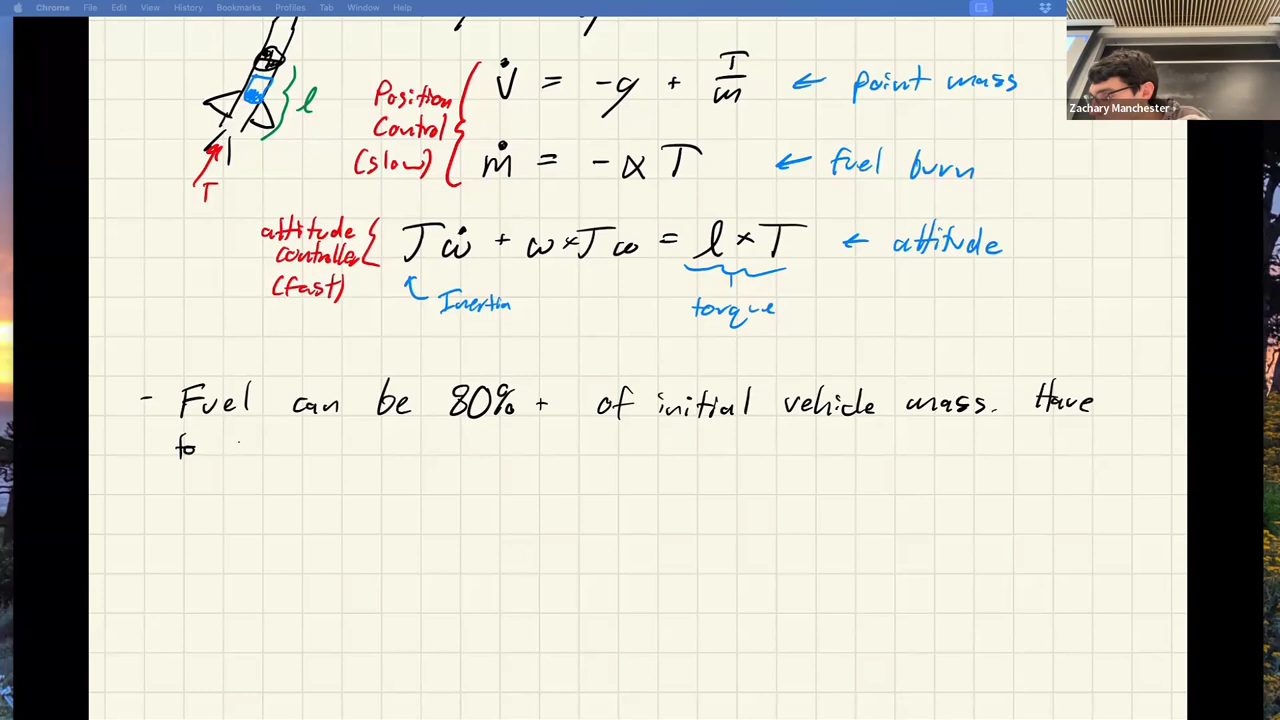 Chrome File Edit View History Bookmarks Profiles Tab Window Help
Zachary Manchester
Position
Control
(slow)
v̇ = -g + T/m ← point mass
ṁ = -α T ← fuel burn
l
T
attitude
controller
(fast)
Jω̇ + ω×Jω = l × T ← attitude
Inertia
torque
- Fuel can be 80% + of initial vehicle mass. Have
to